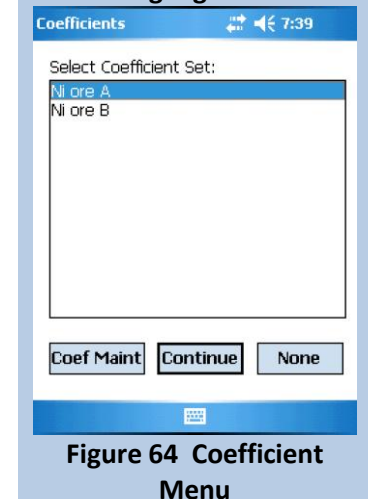 Coefficients 7:39
Select Coefficient Set:
Ni ore A
Ni ore B
Coef Maint Continue None
Figure 64 Coefficient
Menu